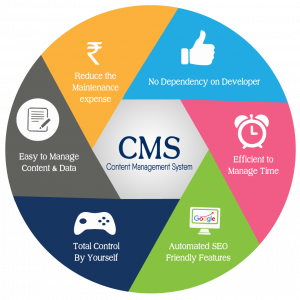 Reduce the
Maintenance
expense
No Dependency on Developer
Easy to Manage
Content & Data
CMS
Content Management System
Efficient to
Manage Time
Total Control
By Yourself
Google
Automated SEO
Friendly Features